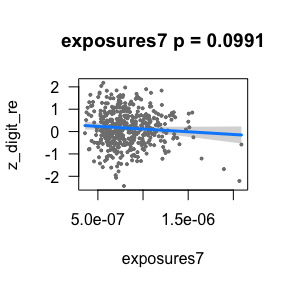 exposures7 p = 0.0991
z_digit_re
2
1
0
-1
-2
5.0e-07
1.5e-06
exposures7